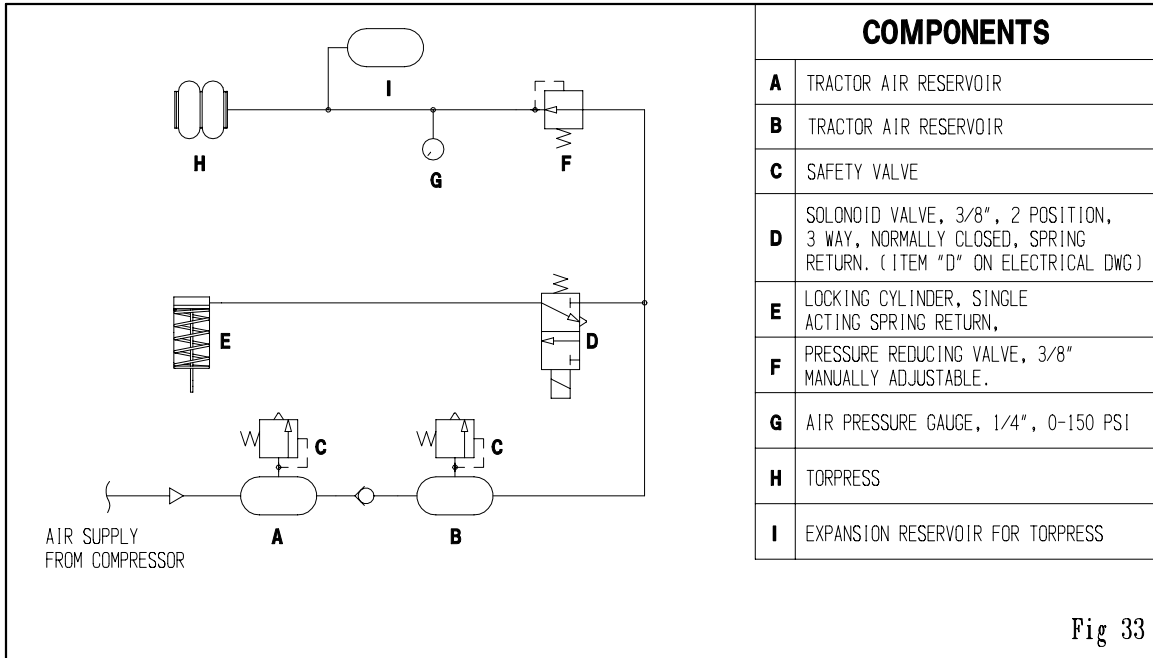 COMPONENTS
A TRACTOR AIR RESERVOIR
B TRACTOR AIR RESERVOIR
C SAFETY VALVE
D SOLONOID VALVE, 3/8", 2 POSITION,
3 WAY, NORMALLY CLOSED, SPRING
RETURN. (ITEM "D" ON ELECTRICAL DWG)
E LOCKING CYLINDER, SINGLE
ACTING SPRING RETURN,
F PRESSURE REDUCING VALVE, 3/8"
MANUALLY ADJUSTABLE.
G AIR PRESSURE GAUGE, 1/4", 0-150 PSI
H TORPRESS
I EXPANSION RESERVOIR FOR TORPRESS
I
H
G
F
E
D
C
C
A
B
AIR SUPPLY
FROM COMPRESSOR
Fig 33